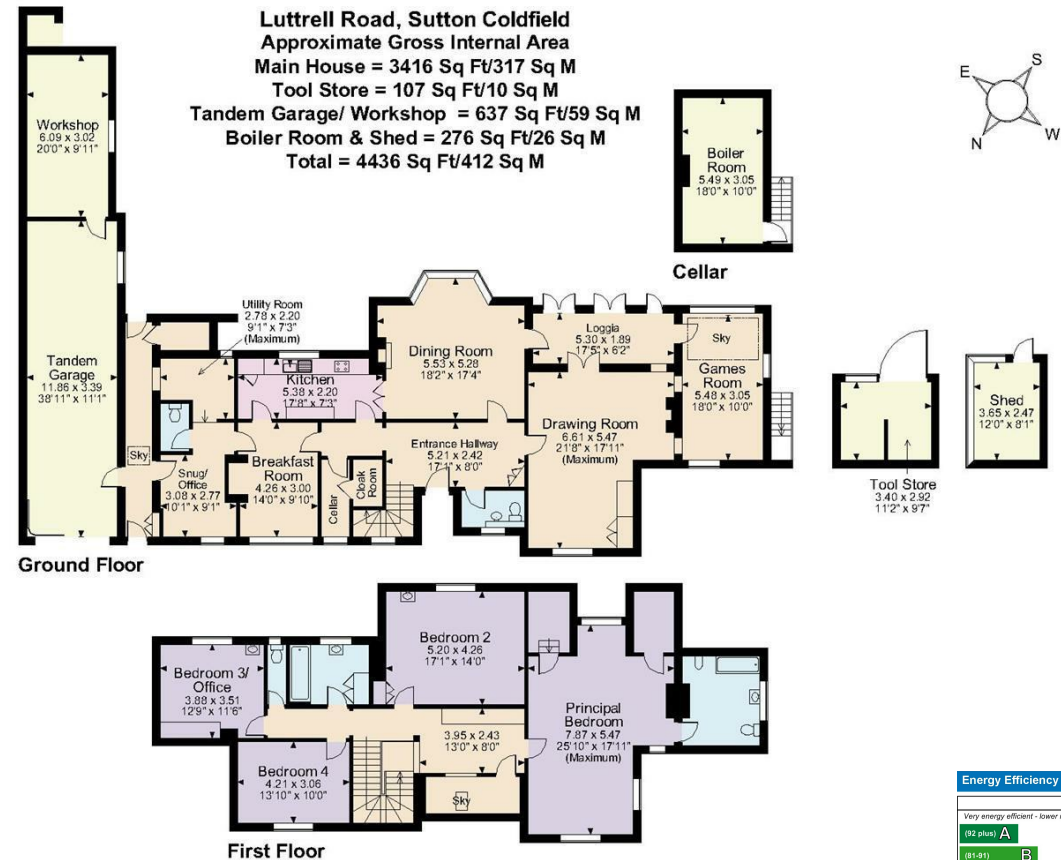 Luttrell Road, Sutton Coldfield
Approximate Gross Internal Area
Main House = 3416 Sq Ft/317 Sq M
Tool Store = 107 Sq Ft/10 Sq M
Tandem Garage/ Workshop = 637 Sq Ft/59 Sq M
Boiler Room & Shed = 276 Sq Ft/26 Sq M
Total = 4436 Sq Ft/412 Sq M
E
S
N
W
Workshop
6.09 x 3.02
20'0" x 9'11"
Boiler
Room
5.49 x 3.05
18'0" x 10'0"
Cellar
Utility Room
2.78 x 2.20
9'1" x 7'3"
(Maximum)
Tandem
Garage
11.86 x 3.39
38'11" x 11'1"
Kitchen
5.38 x 2.20
17'8" x 7'3"
Dining Room
5.53 x 5.28
18'2" x 17'4"
Loggia
5.30 x 1.89
17'5" x 6'2"
Sky
Games
Room
5.48 x 3.05
18'0" x 10'0"
Drawing Room
6.61 x 5.47
21'8" x 17'11"
(Maximum)
Entrance Hallway
5.21 x 2.42
17'1" x 8'0"
Sky
Snug/
Office
3.08 x 2.77
10'1" x 9'1"
Breakfast
Room
4.26 x 3.00
14'0" x 9'10"
Cellar
Cloak
Room
Tool Store
3.40 x 2.92
11'2" x 9'7"
Shed
3.65 x 2.47
12'0" x 8'1"
Ground Floor
Bedroom 3/
Office
3.88 x 3.51
12'9" x 11'6"
Bedroom 2
5.20 x 4.26
17'1" x 14'0"
Principal
Bedroom
7.87 x 5.47
25'10" x 17'11"
(Maximum)
3.95 x 2.43
13'0" x 8'0"
Bedroom 4
4.21 x 3.06
13'10" x 10'0"
Sky
First Floor
Energy Efficiency
Very energy efficient - lower
(92 plus) A
(81-91) B